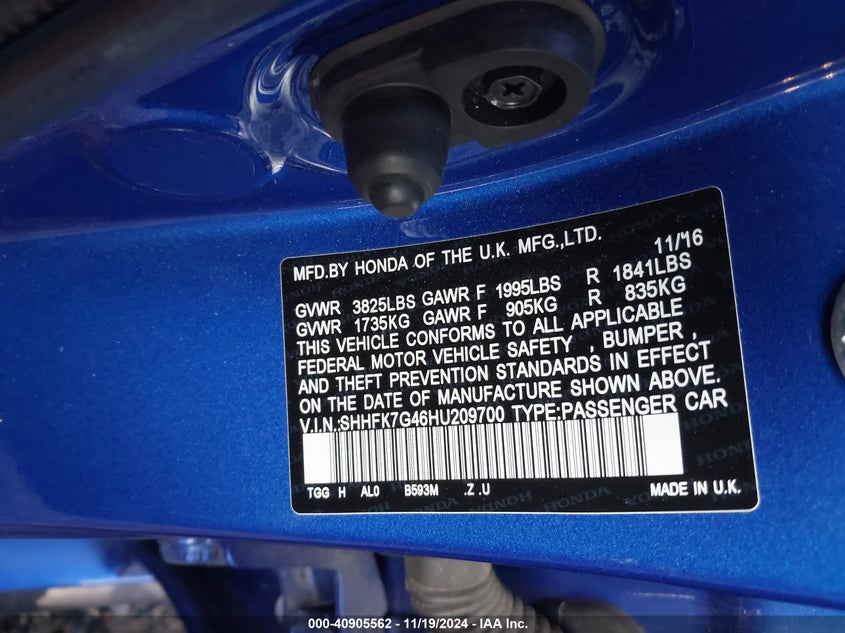 MFD.BY HONDA OF THE U.K. MFG.,LTD. 11/16
GVWR 3825LBS GAWR F 1995LBS R 1841LBS
GVWR 1735KG GAWR F 905KG R 835KG
THIS VEHICLE CONFORMS TO ALL APPLICABLE
FEDERAL MOTOR VEHICLE SAFETY , BUMPER ,
AND THEFT PREVENTION STANDARDS IN EFFECT
ON THE DATE OF MANUFACTURE SHOWN ABOVE.
V.I.N.:SHHFK7G46HU209700 TYPE:PASSENGER CAR
TGG H AL0 B593M .Z .U
MADE IN U.K.
HONDA HONDA HONDA
000-40905562 - 11/19/2024 - IAA Inc.